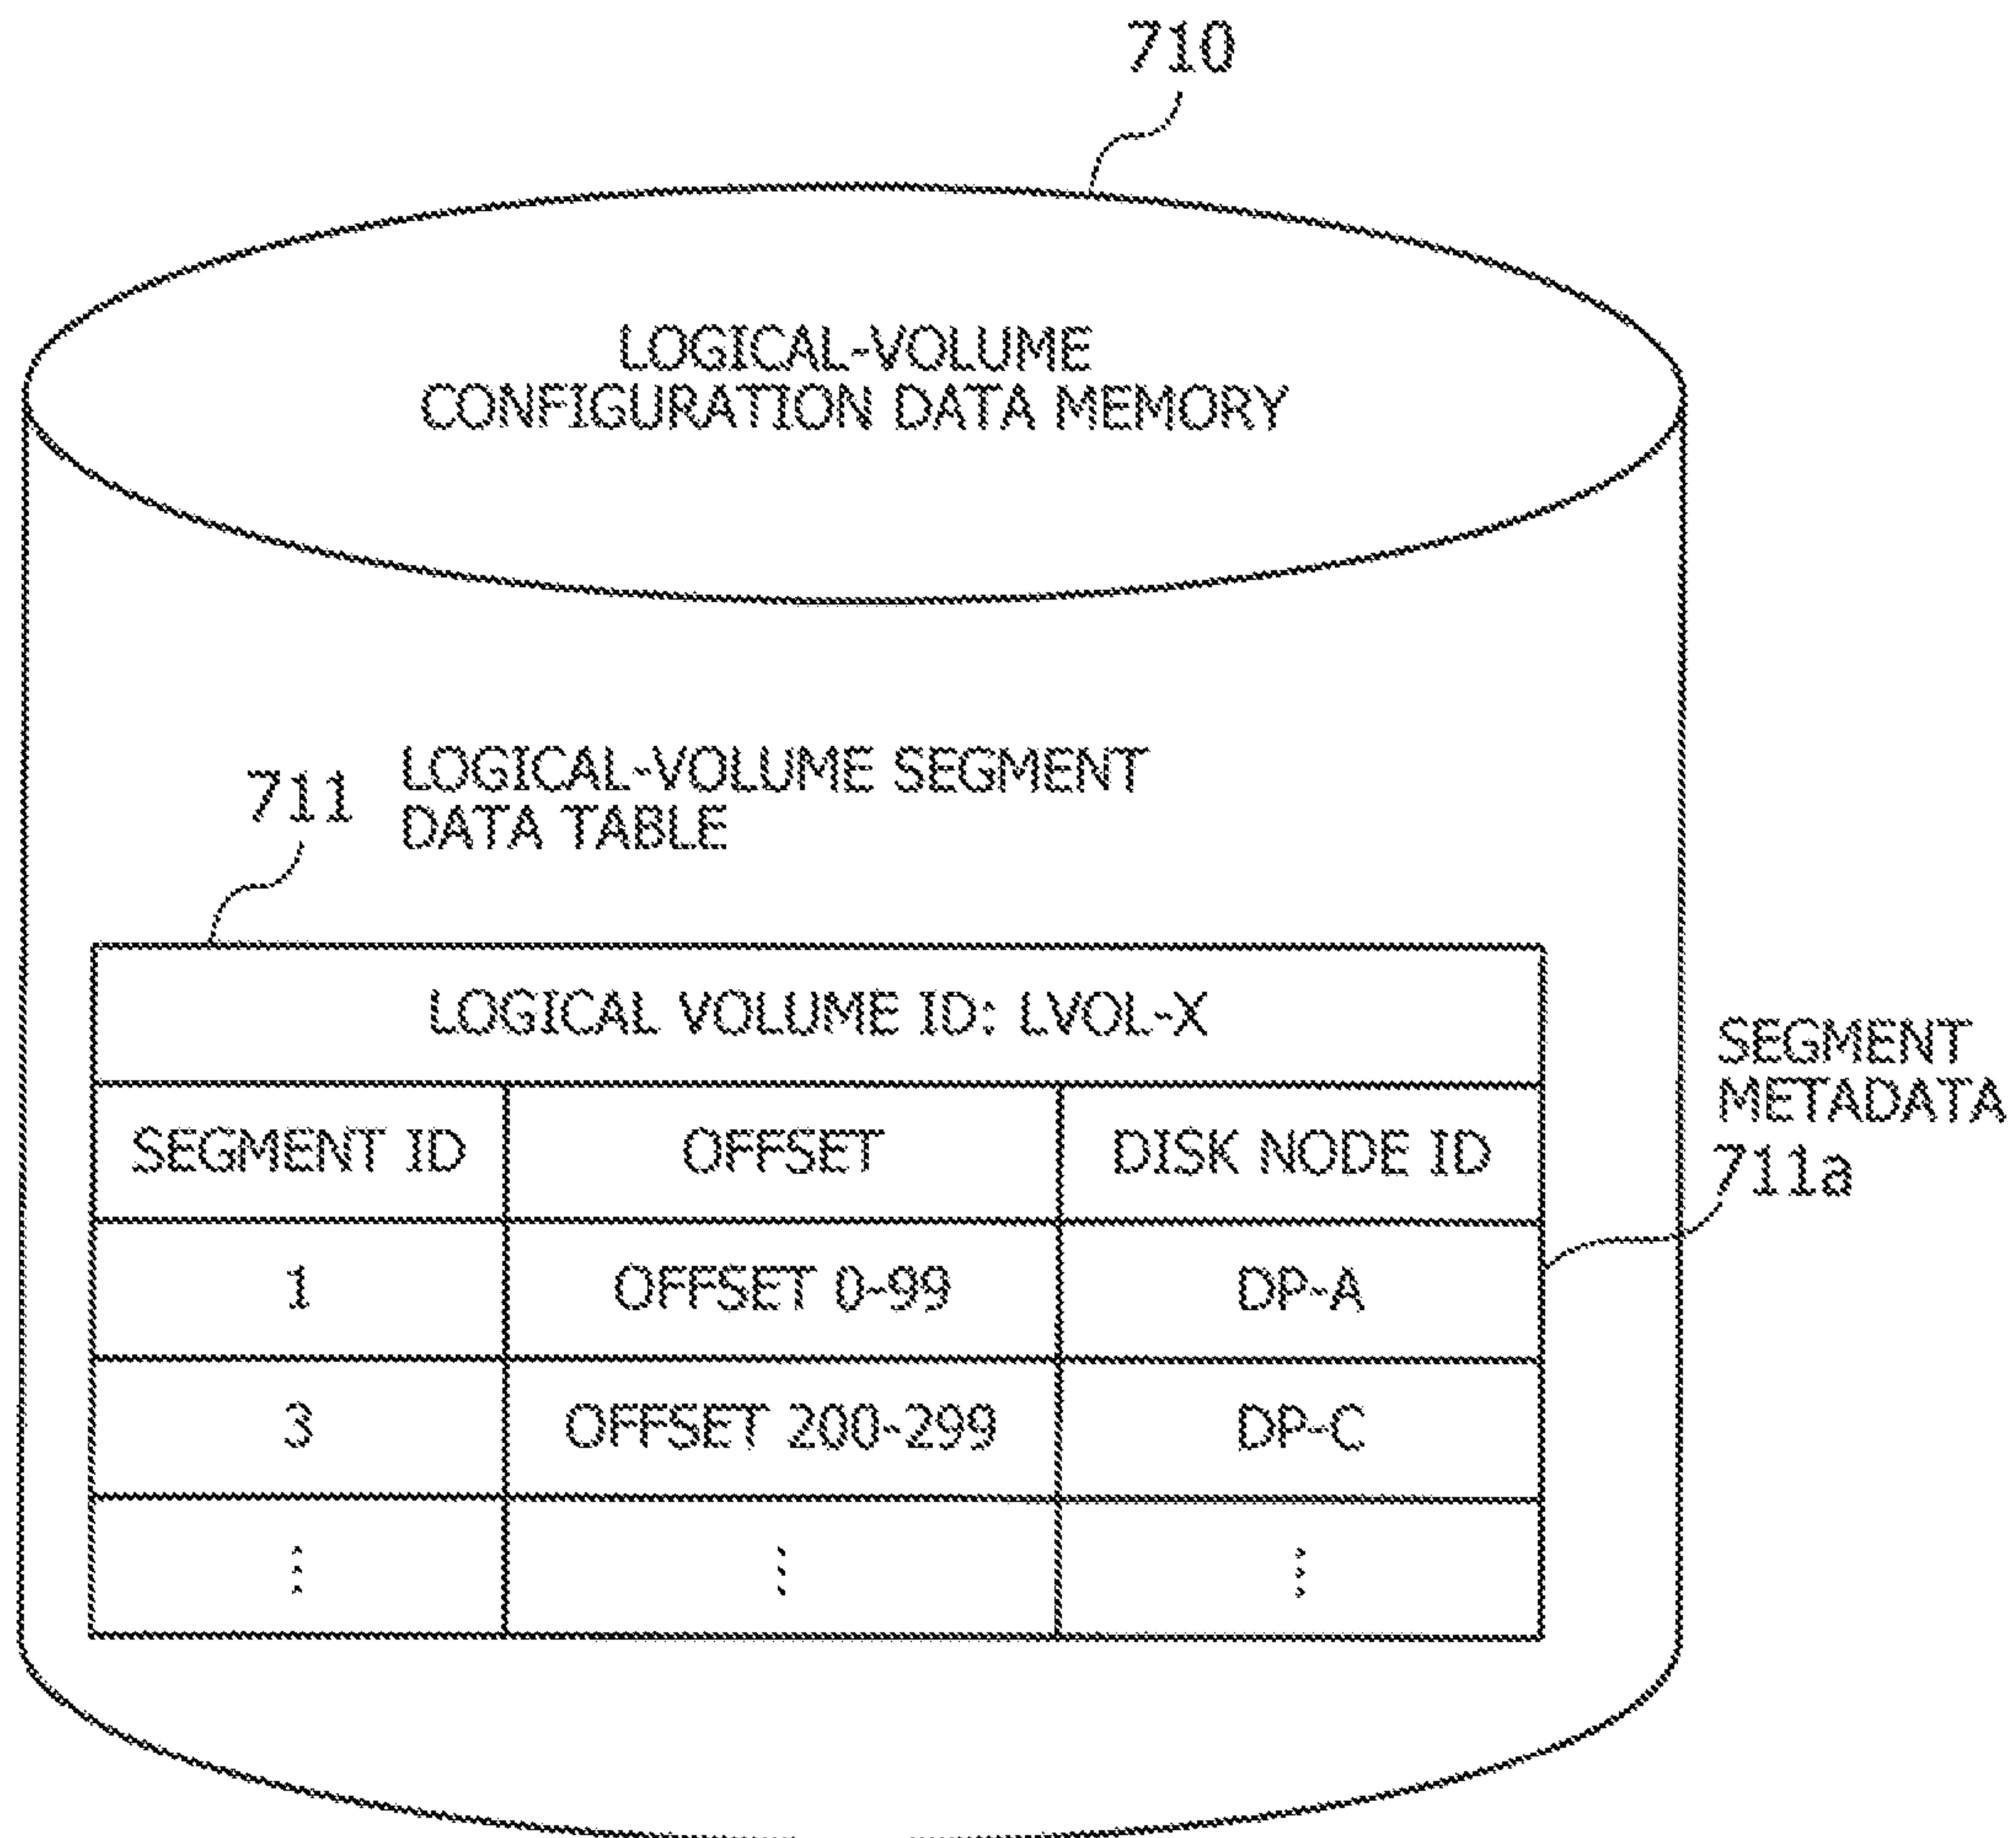 710
LOGICAL-VOLUME
CONFIGURATION DATA MEMORY
711
LOGICAL-VOLUME SEGMENT
DATA TABLE
LOGICAL VOLUME ID: LVOL-X
SEGMENT ID OFFSET DISK NODE ID
1 OFFSET 0-99 DP-A
3 OFFSET 200-299 DP-C
⋮ ⋮ ⋮
SEGMENT
METADATA
711a